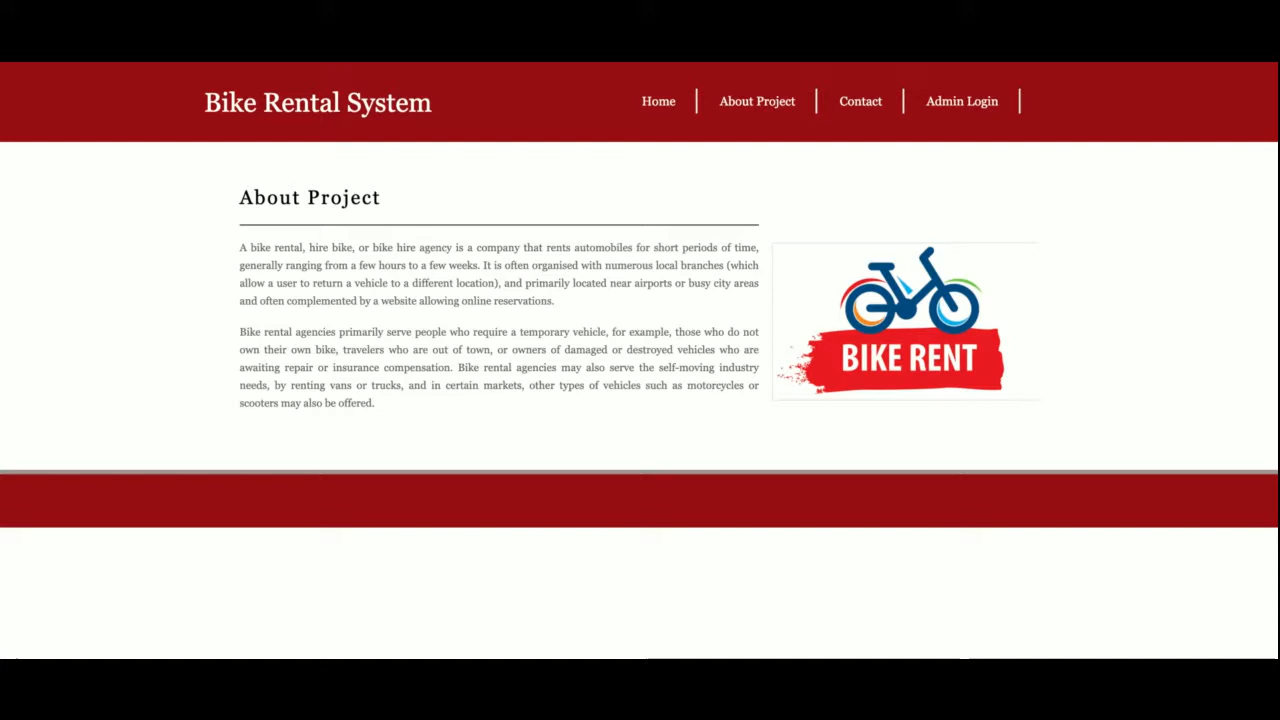 Bike Rental System
Home
About Project
Contact
Admin Login
About Project
A bike rental, hire bike, or bike hire agency is a company that rents automobiles for short periods of time,
generally ranging from a few hours to a few weeks. It is often organised with numerous local branches (which
allow a user to return a vehicle to a different location), and primarily located near airports or busy city areas
and often complemented by a website allowing online reservations.
Bike rental agencies primarily serve people who require a temporary vehicle, for example, those who do not
own their own bike, travelers who are out of town, or owners of damaged or destroyed vehicles who are
awaiting repair or insurance compensation. Bike rental agencies may also serve the self-moving industry
needs, by renting vans or trucks, and in certain markets, other types of vehicles such as motorcycles or
scooters may also be offered.
BIKE RENT